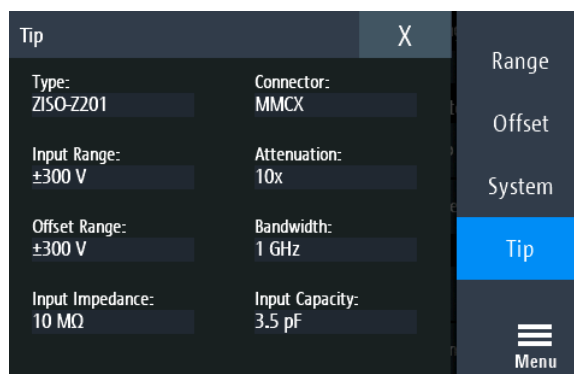 Tip
X
Type:
ZISO-Z201
Connector:
MMCX
Input Range:
±300 V
Attenuation:
10x
Offset Range:
±300 V
Bandwidth:
1 GHz
Input Impedance:
10 MΩ
Input Capacity:
3.5 pF
Range
Offset
System
Tip
Menu